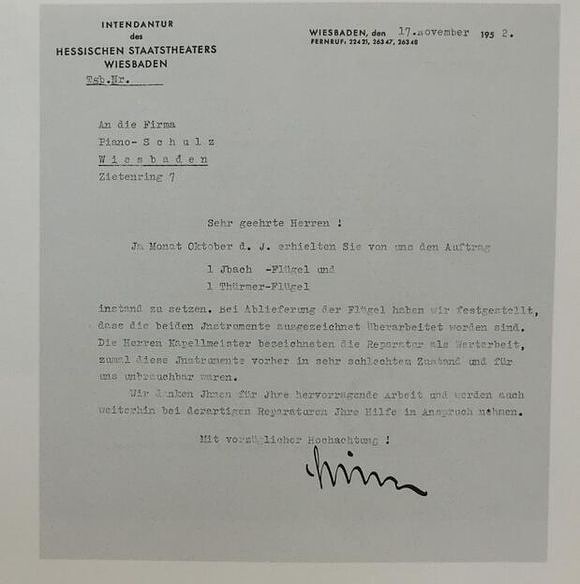 INTENDANTUR
des
HESSISCHEN STAATSTHEATERS
WIESBADEN
Tgb.Nr.
WIESBADEN, den 17.November 1952.
FERNRUF: 22421, 26347, 26348
An die Firma
Piano- S c h u l z
W i e s b a d e n
Zietenring 7
Sehr geehrte Herren !
Jm Monat Oktober d. J. erhielten Sie von uns den Auftrag
1 Jbach -Flügel und
1 Thürmer-Flügel
instand zu setzen. Bei Ablieferung der Flügel haben wir festgestellt,
dass die beiden Jnstrumente ausgezeichnet überarbeitet worden sind.
Die Herren Kapellmeister bezeichneten die Reparatur als Wertarbeit,
zumal diese Jnstrumente vorher in sehr schlechten Zustand und für
uns unbrauchbar waren.
Wir danken Jhnen für Jhre hervorragende Arbeit und werden auch
weiterhin bei derartigen Reparaturen Jhre Hilfe in Anspruch nehmen.
Mit vorzüglicher Hochachtung !